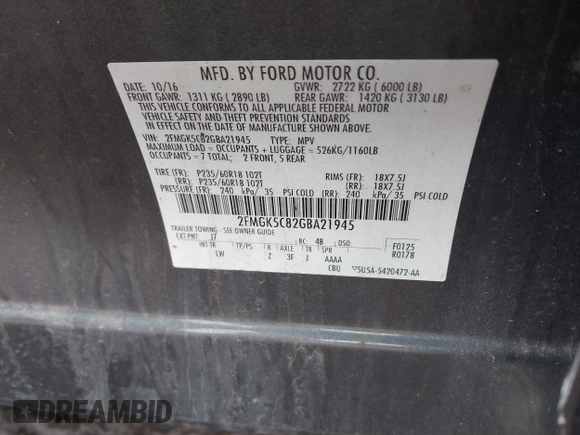 MFD. BY FORD MOTOR CO.
DATE: 10/16 GVWR: 2722 KG ( 6000 LB)
FRONT GAWR: 1311 KG ( 2890 LB) REAR GAWR: 1420 KG ( 3130 LB)
THIS VEHICLE CONFORMS TO ALL APPLICABLE FEDERAL MOTOR
VEHICLE SAFETY AND THEFT PREVENTION STANDARDS
IN EFFECT ON THE DATE OF MANUFACTURE SHOWN ABOVE.
VIN: 2FMGK5C82GBA21945 TYPE: MPV
MAXIMUM LOAD = OCCUPANTS + LUGGAGE = 526KG/1160LB
OCCUPANTS = 7 TOTAL; 2 FRONT, 5 REAR
TIRE (FR): P235/60R18 102T RIMS (FR): 18X7.5J
(RR): P235/60R18 102T (RR): 18X7.5J
PRESSURE (FR): 240 kPa/ 35 PSI COLD (RR): 240 kPa/ 35 PSI COLD
2FMGK5C82GBA21945
TRAILER TOWING - SEE OWNER GUIDE
EXT PNT: J7 RC: 48 DSO: F0125
INT TR TP/PS R AXLE TR SPR R0178
LW Z 3F J AAAA
CBU 5U5A-5420472-AA
DREAMBID